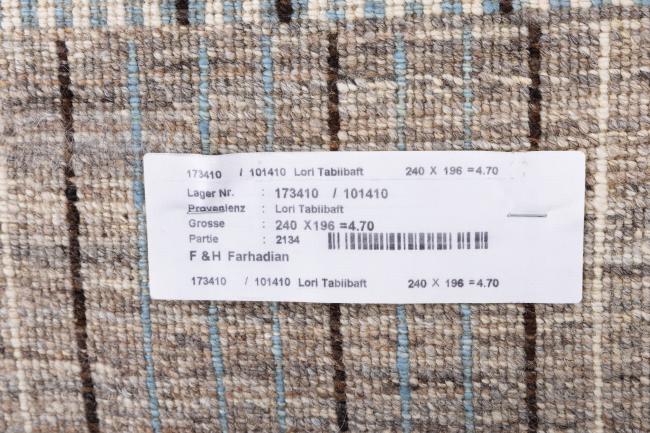 173410 / 101410 Lori Tabiibaft 240 X 196 =4.70
Lager Nr. : 173410 / 101410
Provenienz : Lori Tabiibaft
Grosse : 240 X196 =4.70
Partie : 2134
F & H Farhadian
173410 / 101410 Lori Tabiibaft 240 X 196 =4.70